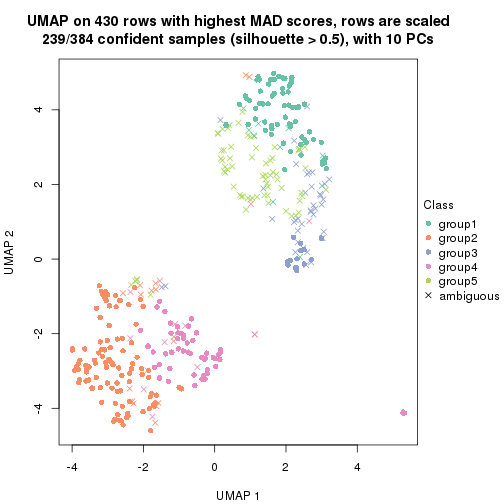 UMAP on 430 rows with highest MAD scores, rows are scaled
239/384 confident samples (silhouette > 0.5), with 10 PCs
4
2
0
-2
-4
UMAP 2
-4
-2
0
2
4
UMAP 1
Class
group1
group2
group3
group4
group5
ambiguous